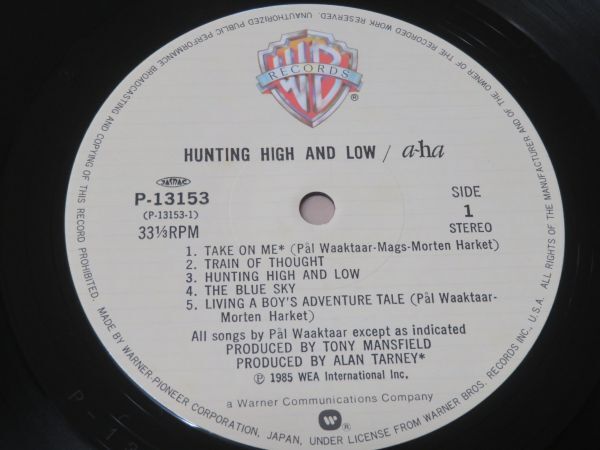 WB
RECORDS
®
HUNTING HIGH AND LOW / a-ha
JASRAC
P-13153
(P-13153-1)
33⅓RPM
SIDE
1
STEREO
1. TAKE ON ME* (Pål Waaktaar-Mags-Morten Harket)
2. TRAIN OF THOUGHT
3. HUNTING HIGH AND LOW
4. THE BLUE SKY
5. LIVING A BOY'S ADVENTURE TALE (Pål Waaktaar-
Morten Harket)
All songs by Pål Waaktaar except as indicated
PRODUCED BY TONY MANSFIELD
PRODUCED BY ALAN TARNEY*
℗ 1985 WEA International Inc.
a Warner Communications Company
®
ALL RIGHTS OF THE MANUFACTURER AND OF THE OWNER OF THE RECORDED WORK RESERVED. UNAUTHORIZED PUBLIC PERFORMANCE BROADCASTING AND COPYING OF THIS RECORD PROHIBITED. MADE BY WARNER-PIONEER CORPORATION, JAPAN, UNDER LICENSE FROM WARNER BROS. RECORDS INC., U.S.A.